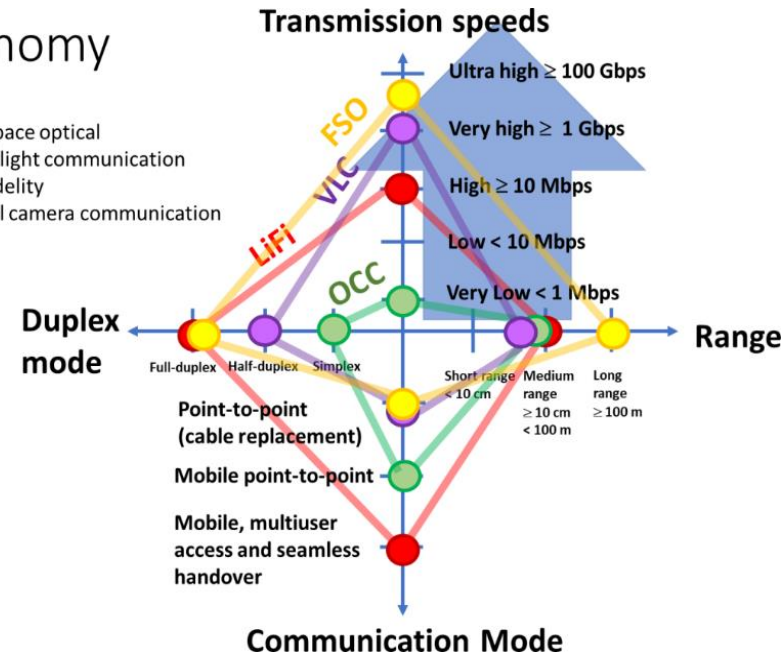 Transmission speeds
nomy
pace optical
light communication
delity
l camera communication
Ultra high ≥ 100 Gbps
FSO
Very high ≥ 1 Gbps
VLC
High ≥ 10 Mbps
LiFi
Low < 10 Mbps
OCC
Very Low < 1 Mbps
Duplex
mode
Range
Full-duplex
Half-duplex
Simplex
Short range
< 10 cm
Medium
range
≥ 10 cm
< 100 m
Long
range
≥ 100 m
Point-to-point
(cable replacement)
Mobile point-to-point
Mobile, multiuser
access and seamless
handover
Communication Mode